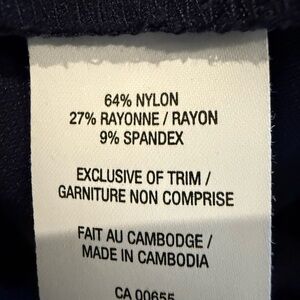 64% NYLON
27% RAYONNE / RAYON
9% SPANDEX
EXCLUSIVE OF TRIM /
GARNITURE NON COMPRISE
FAIT AU CAMBODGE /
MADE IN CAMBODIA
CA 00655